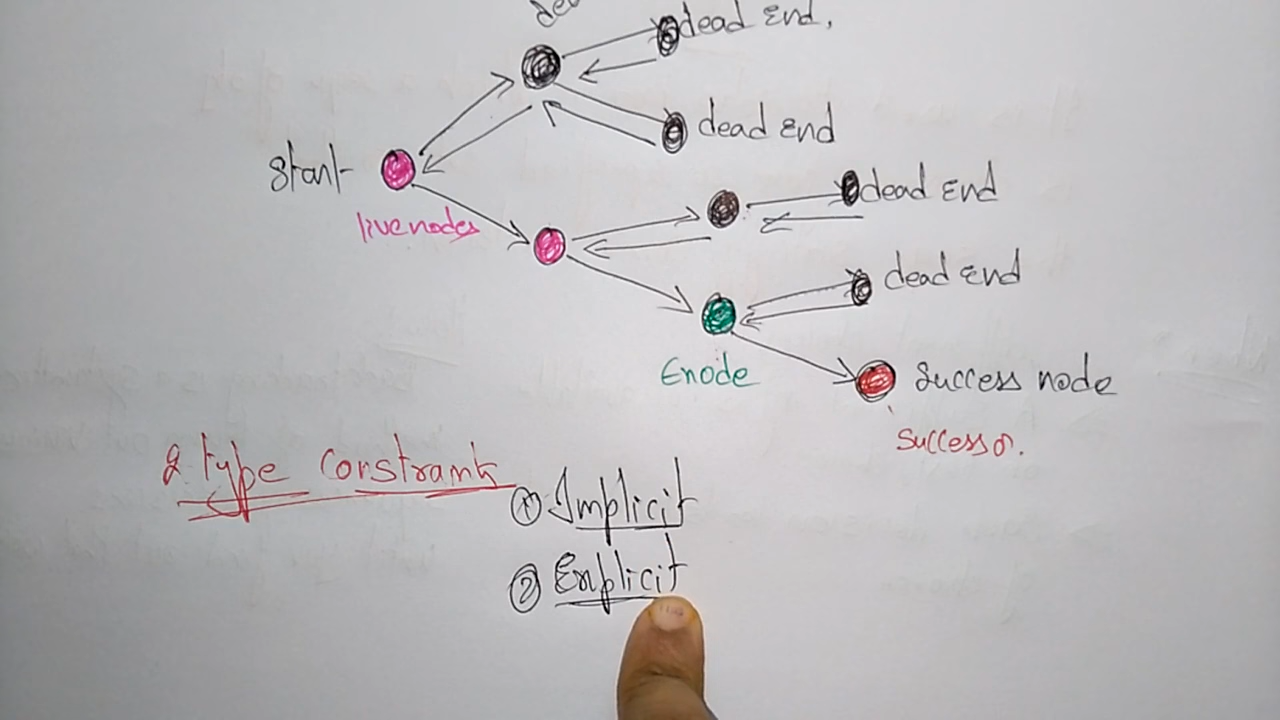 dea
dead end.
dead end
Start
dead end
live nodes
dead end
Enode
Success node
Successor.
2 type constraints
① Implicit
② Explicit